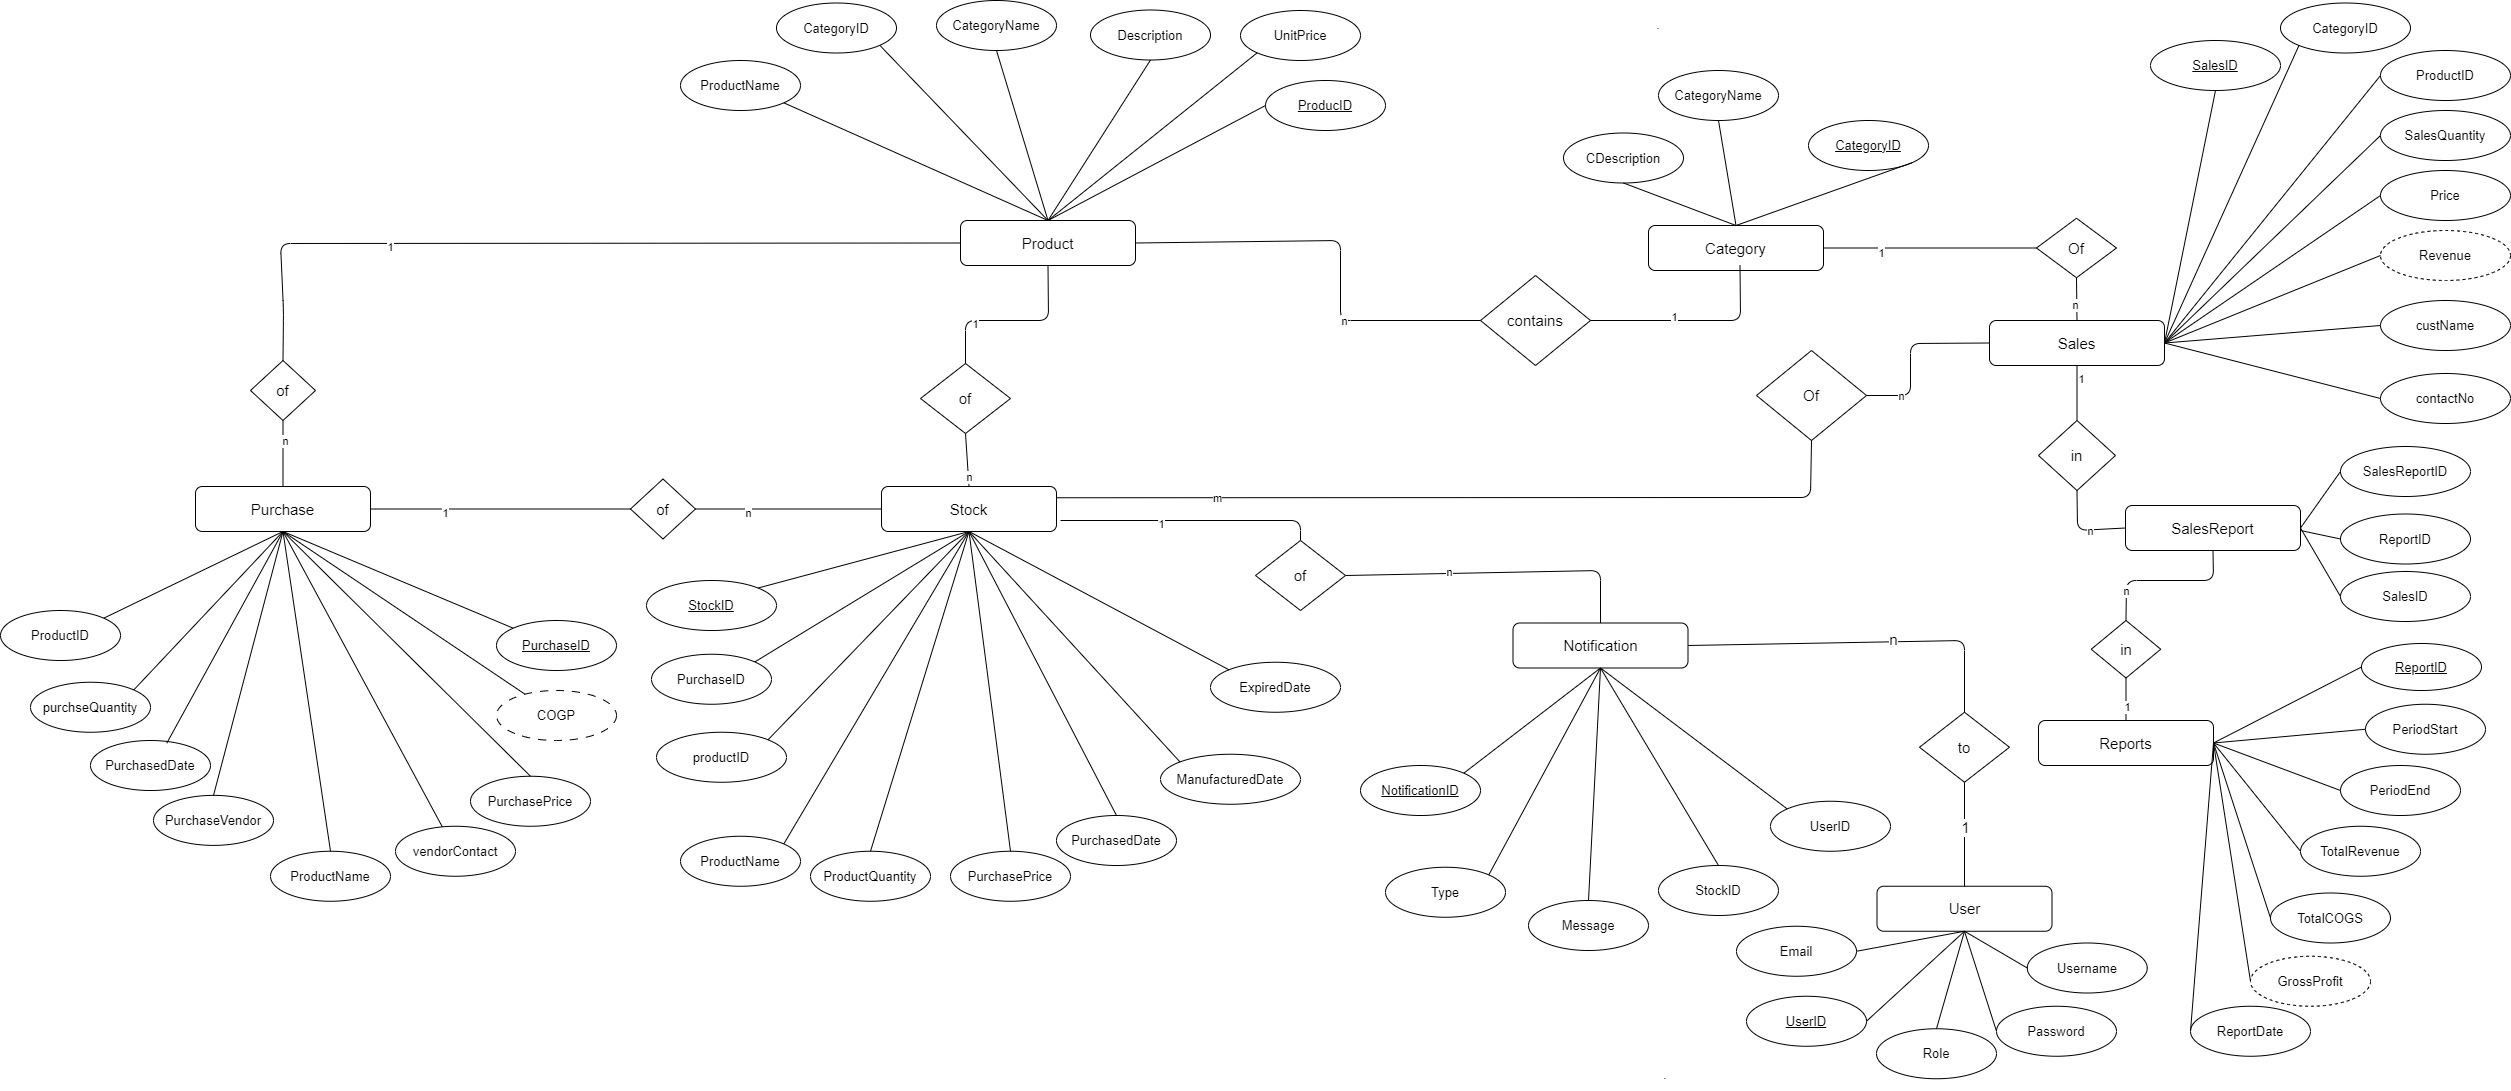 CategoryID
CategoryName
Description
UnitPrice
ProductName
ProducID
CategoryName
CDescription
CategoryID
SalesID
CategoryID
ProductID
SalesQuantity
Price
Revenue
custName
contactNo
Product
Category
Of
Sales
1
1
n
contains
1
1
n
of
n
of
1
n
Of
n
m
1
in
n
Purchase
1
of
n
Stock
1
of
n
SalesReport
SalesReportID
ReportID
SalesID
n
in
1
ProductID
purchseQuantity
PurchasedDate
PurchaseVendor
ProductName
vendorContact
PurchasePrice
COGP
PurchaseID
StockID
PurchaseID
productID
ProductName
ProductQuantity
PurchasePrice
PurchasedDate
ManufacturedDate
ExpiredDate
Notification
n
to
1
NotificationID
Type
Message
StockID
UserID
User
Email
UserID
Role
Password
Username
Reports
ReportID
PeriodStart
PeriodEnd
TotalRevenue
TotalCOGS
GrossProfit
ReportDate